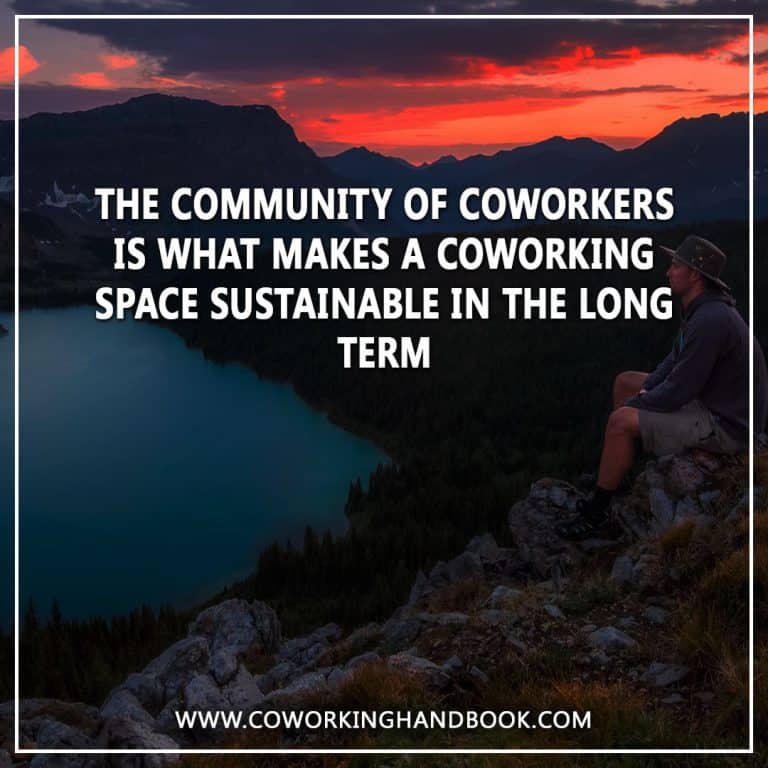 THE COMMUNITY OF COWORKERS
IS WHAT MAKES A COWORKING
SPACE SUSTAINABLE IN THE LONG
TERM
WWW.COWORKINGHANDBOOK.COM